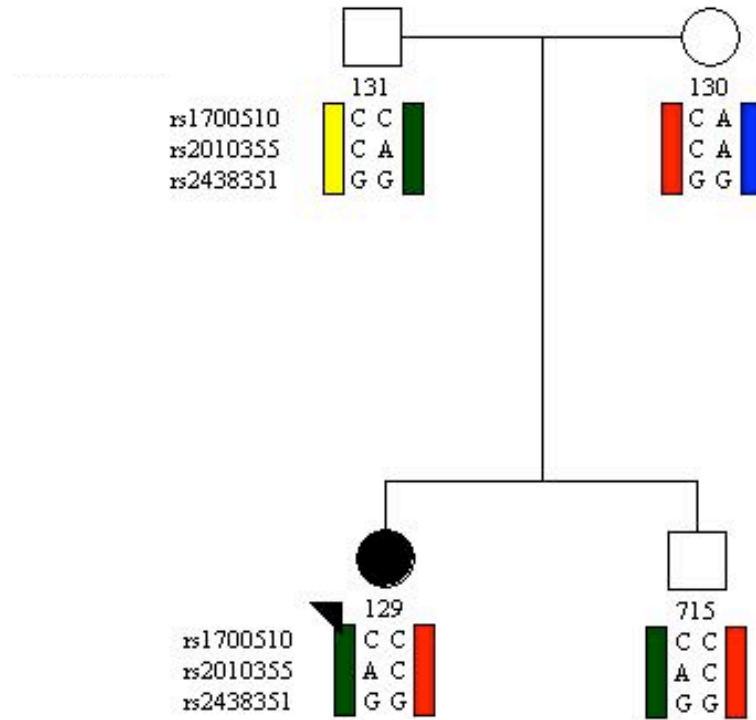 131 130
rs1700510 C C C A
rs2010355 C A C A
rs2438351 G G G G
129 715
rs1700510 C C C C
rs2010355 A C A C
rs2438351 G G G G